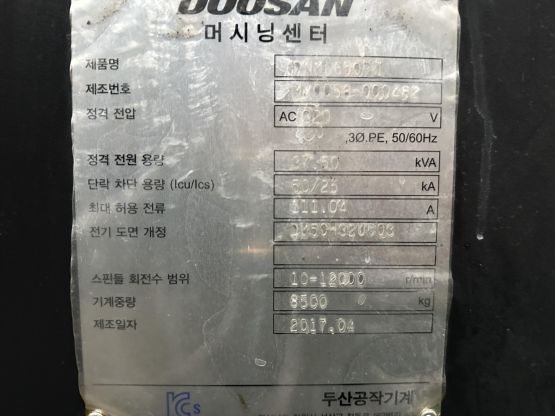 DOOSAN
머시닝센터
제품명
제조번호
정격 전압 AC 220 V
,3Ø.PE, 50/60Hz
정격 전원 용량 37.50 kVA
단락 차단 용량 (Icu/Ics) 50/25 kA
최대 허용 전류 111.04 A
전기 도면 개정
스핀들 회전수 범위 10-12000 r/min
기계중량 8500 kg
제조일자 2017.04
두산공작기계
KCs